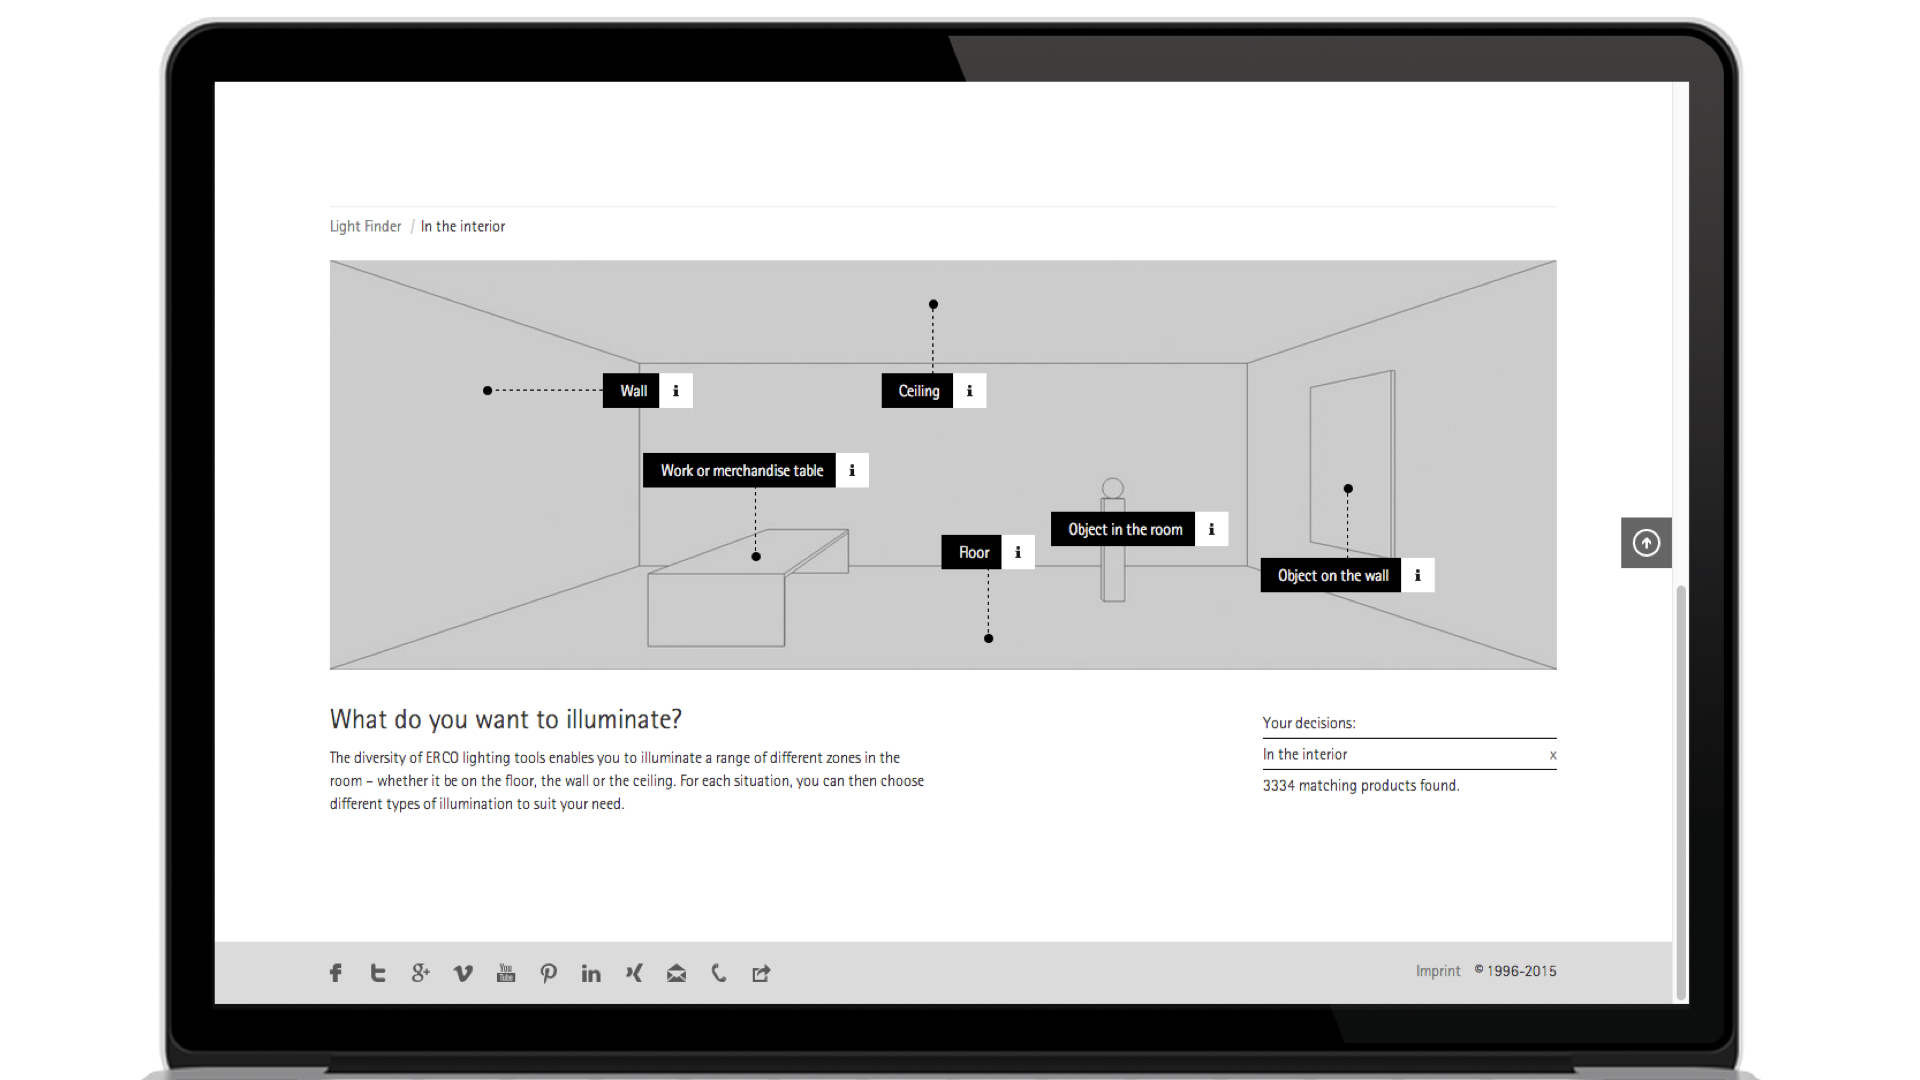 Light Finder / In the interior
Wall i
Ceiling i
Work or merchandise table i
Object in the room i
Floor i
Object on the wall i
What do you want to illuminate?
The diversity of ERCO lighting tools enables you to illuminate a range of different zones in the
room – whether it be on the floor, the wall or the ceiling. For each situation, you can then choose
different types of illumination to suit your need.
Your decisions:
In the interior x
3334 matching products found.
You
Tube
Imprint © 1996-2015